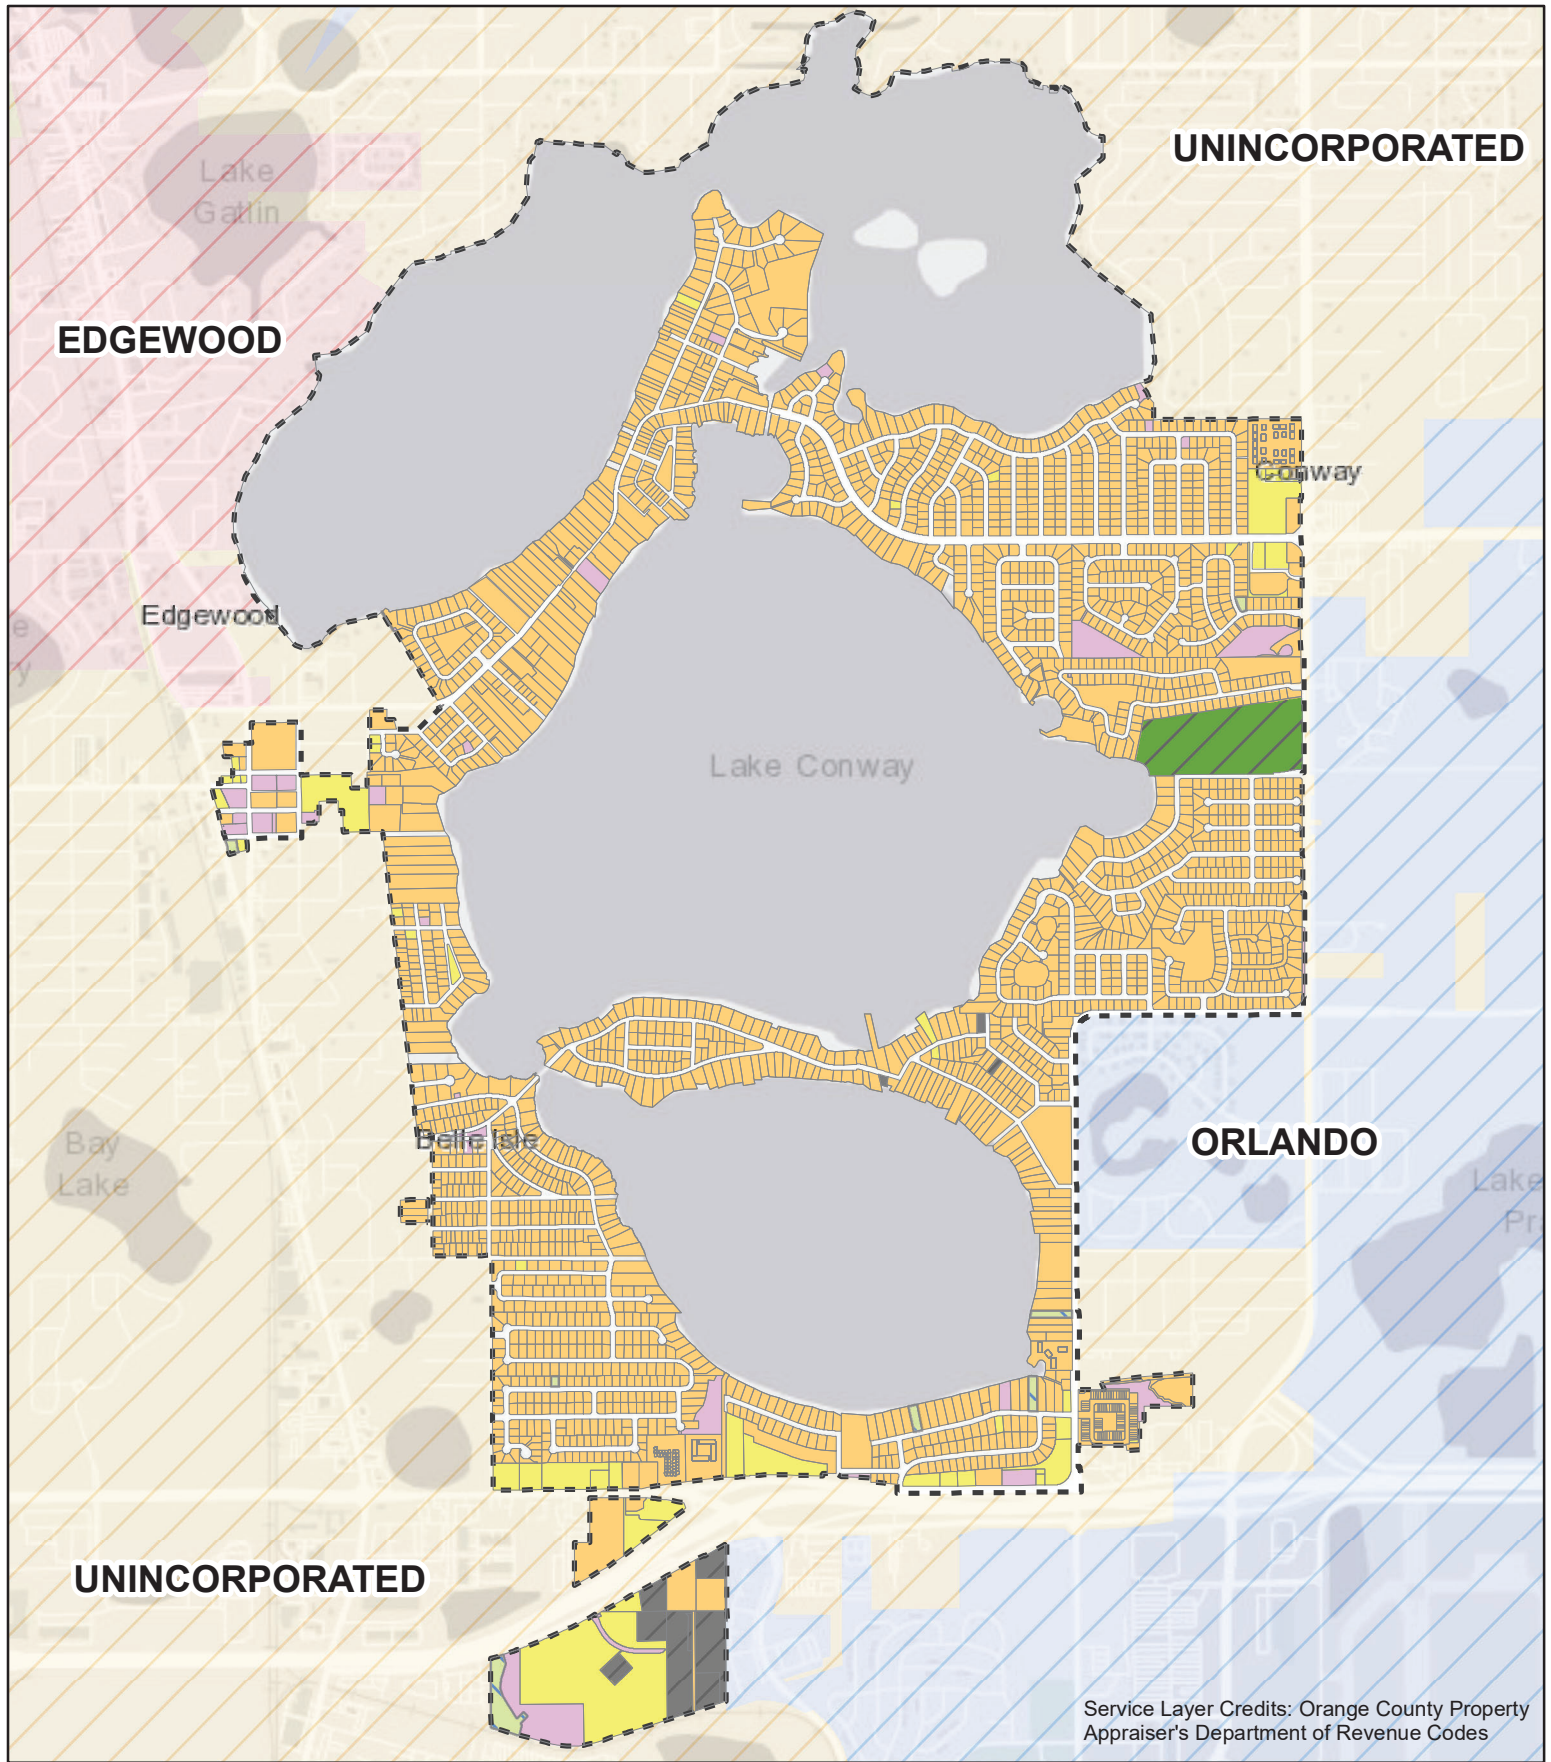 UNINCORPORATED
Lake
Gatlin
EDGEWOOD
Conway
Edgewood
Lake Conway
Belle Isle
Bay
Lake
ORLANDO
Lake
UNINCORPORATED
Service Layer Credits: Orange County Property
Appraiser's Department of Revenue Codes